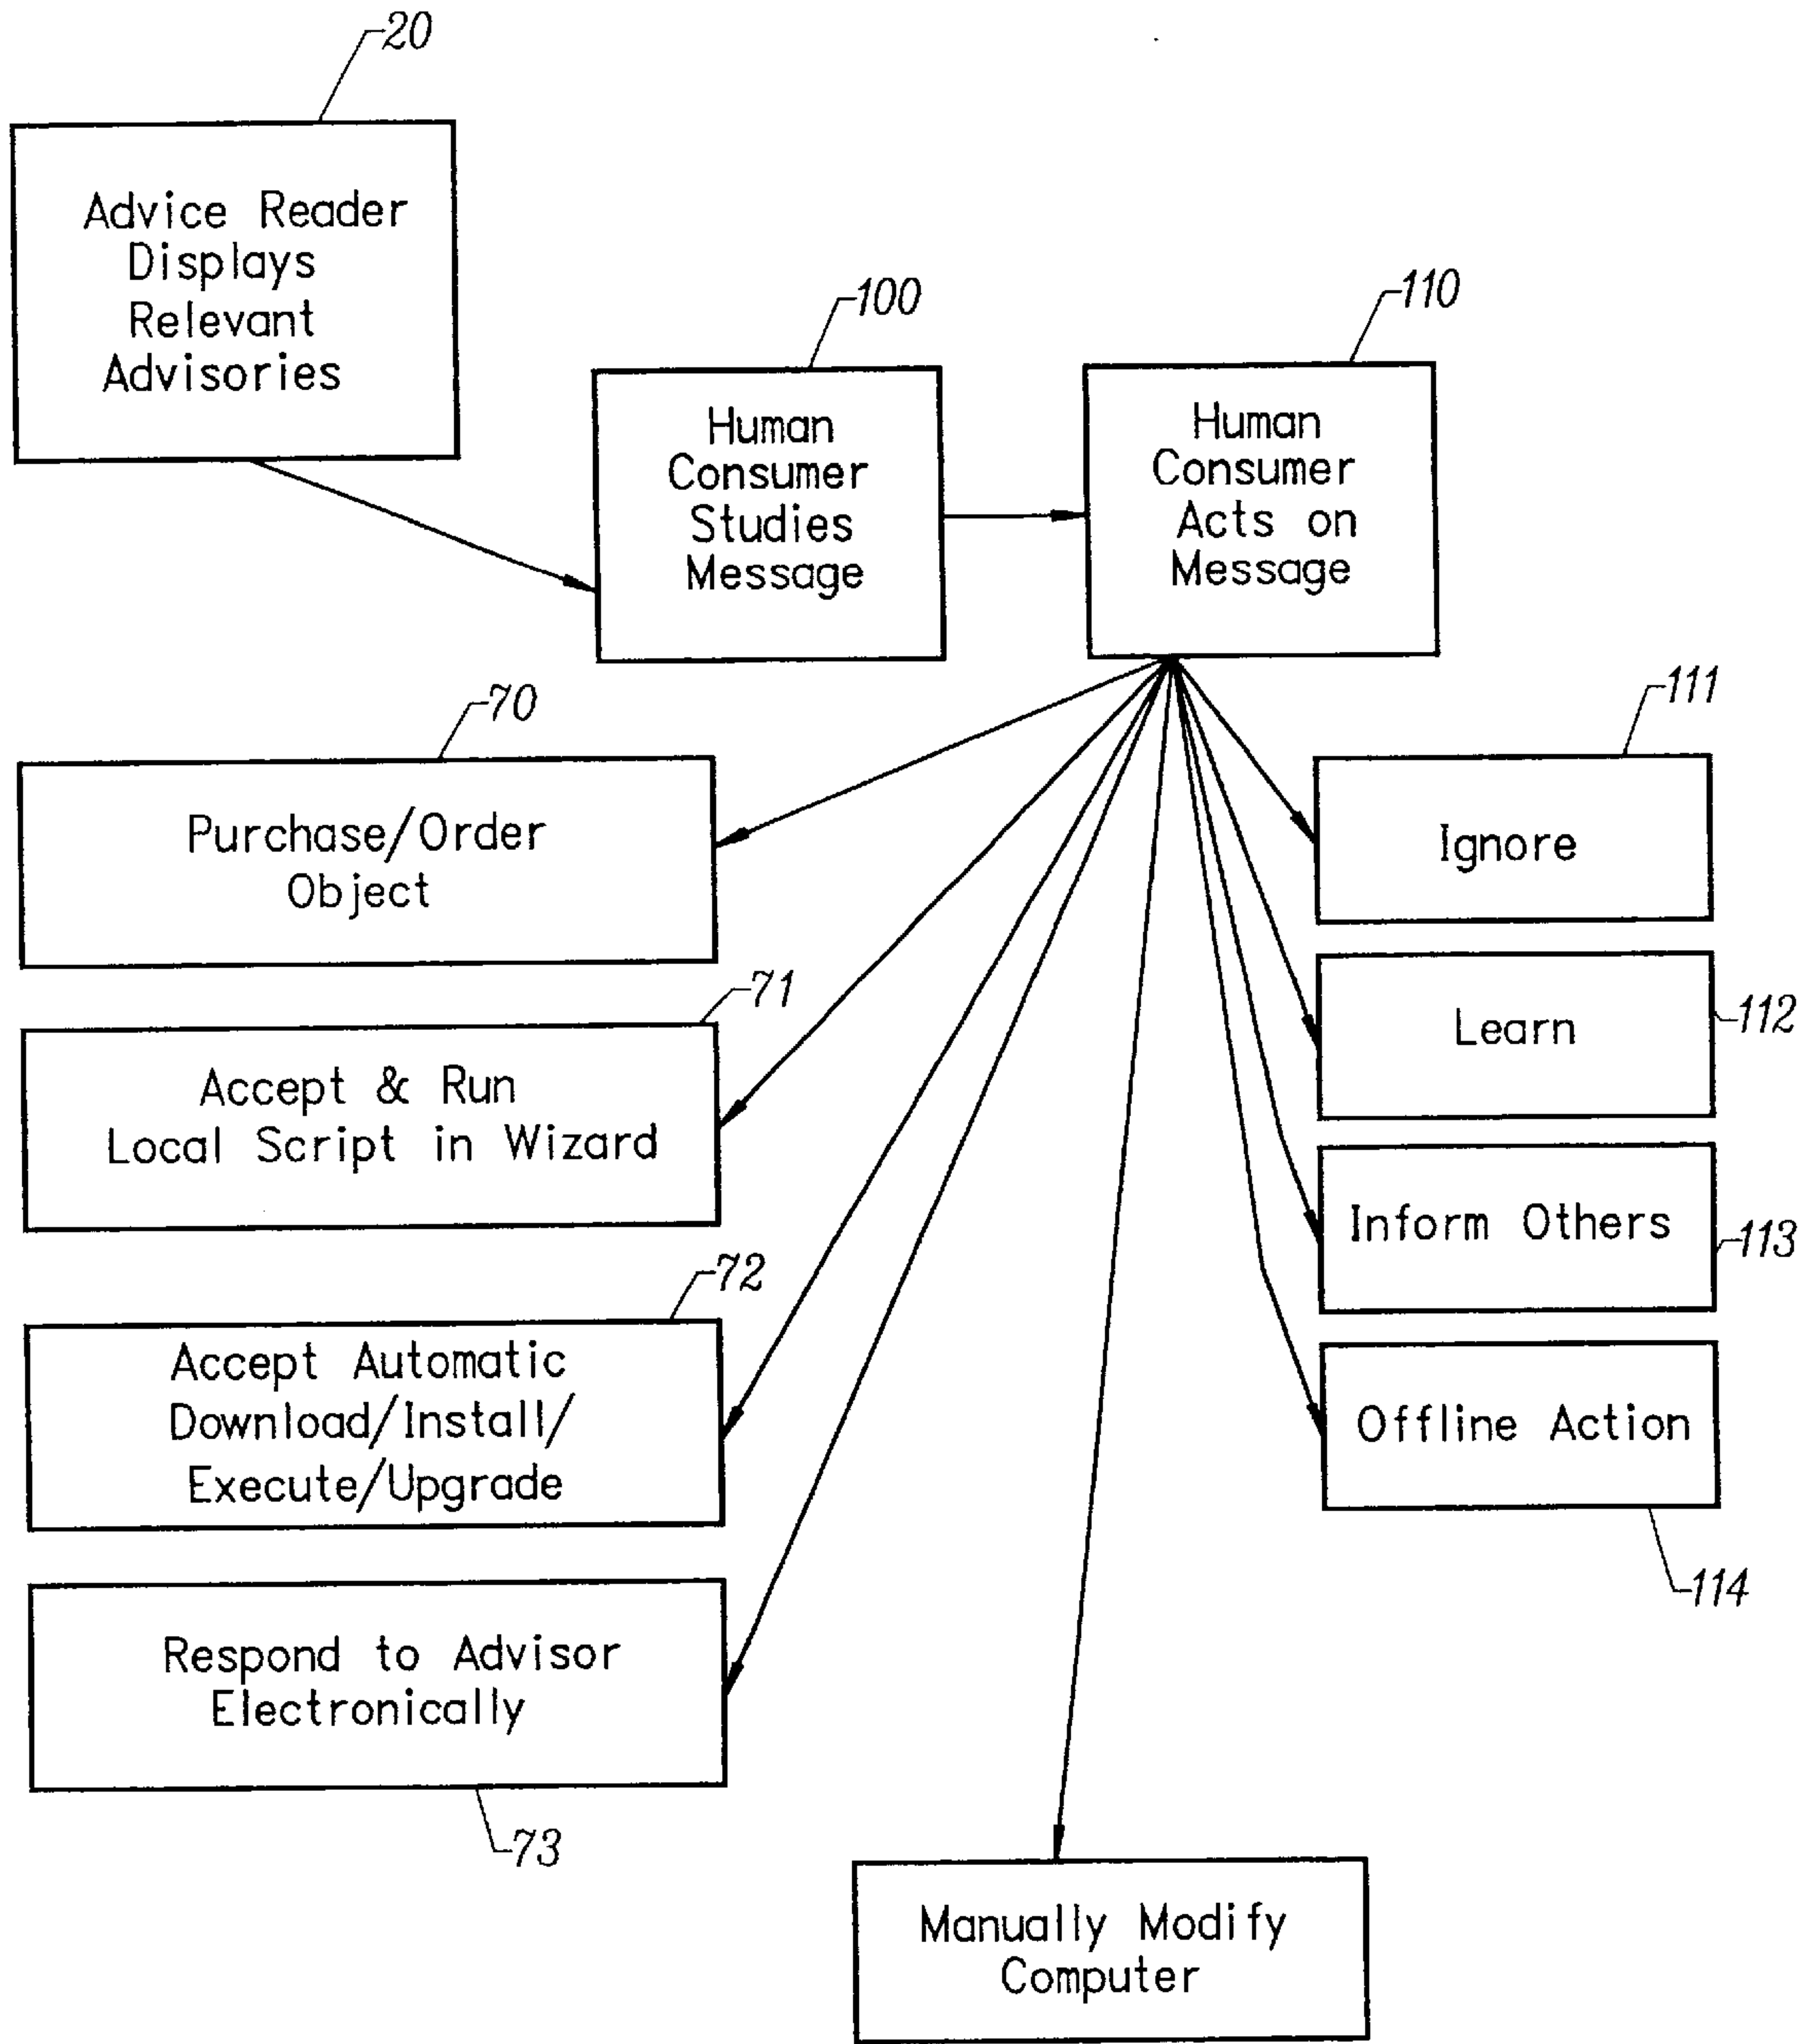 20
Advice Reader
Displays
Relevant
Advisories
100
Human
Consumer
Studies
Message
110
Human
Consumer
Acts on
Message
70
Purchase/Order
Object
71
Accept & Run
Local Script in Wizard
72
Accept Automatic
Download/Install/
Execute/Upgrade
Respond to Advisor
Electronically
73
111
Ignore
Learn
112
Inform Others
113
Offline Action
114
Manually Modify
Computer